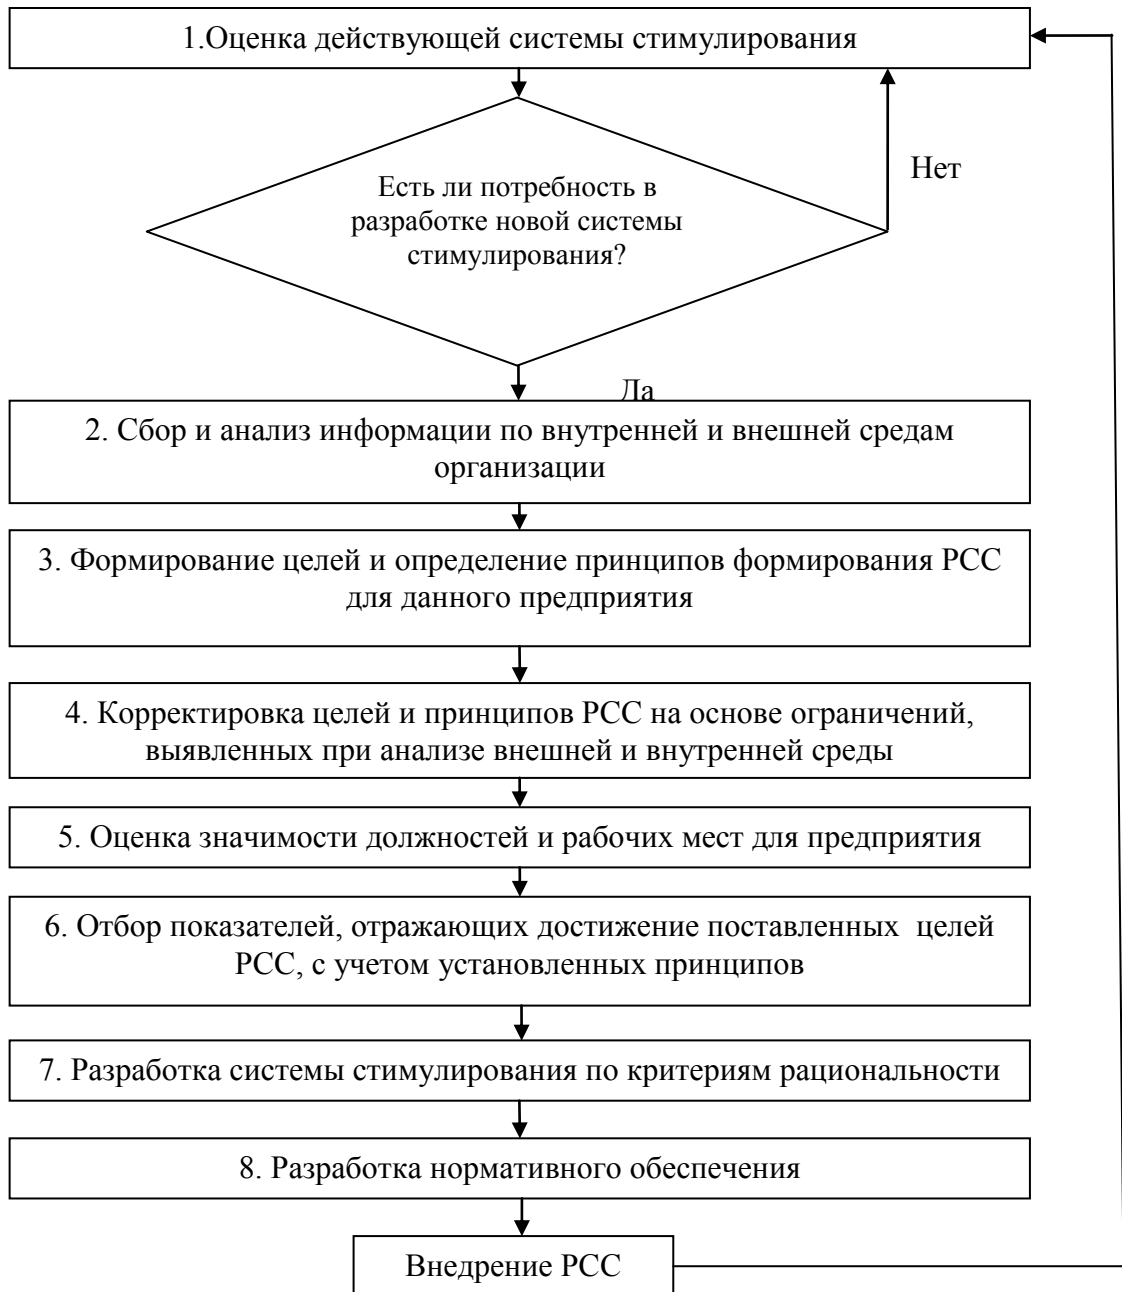 1.Оценка действующей системы стимулирования
Есть ли потребность в
разработке новой системы
стимулирования?
Нет
Да
2. Сбор и анализ информации по внутренней и внешней средам
организации
3. Формирование целей и определение принципов формирования РСС
для данного предприятия
4. Корректировка целей и принципов РСС на основе ограничений,
выявленных при анализе внешней и внутренней среды
5. Оценка значимости должностей и рабочих мест для предприятия
6. Отбор показателей, отражающих достижение поставленных целей
РСС, с учетом установленных принципов
7. Разработка системы стимулирования по критериям рациональности
8. Разработка нормативного обеспечения
Внедрение РСС